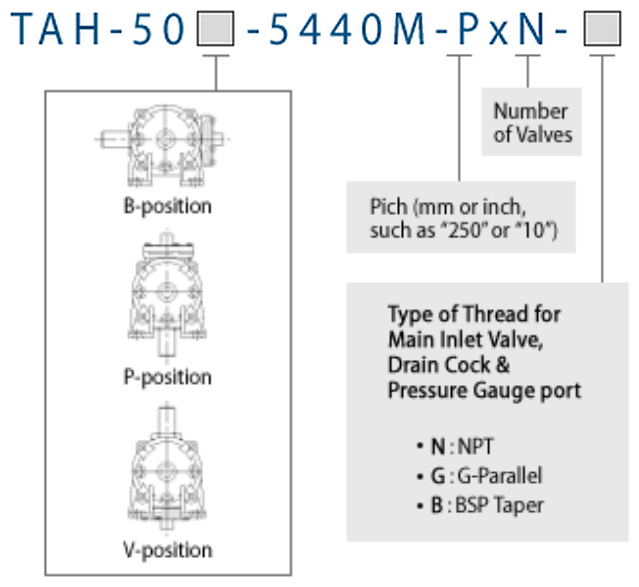 TAH-50 -5440M-PxN-
Number
of Valves
Pich (mm or inch,
such as "250" or "10")
B-position
P-position
V-position
Type of Thread for
Main Inlet Valve,
Drain Cock &
Pressure Gauge port
• N : NPT
• G : G-Parallel
• B : BSP Taper